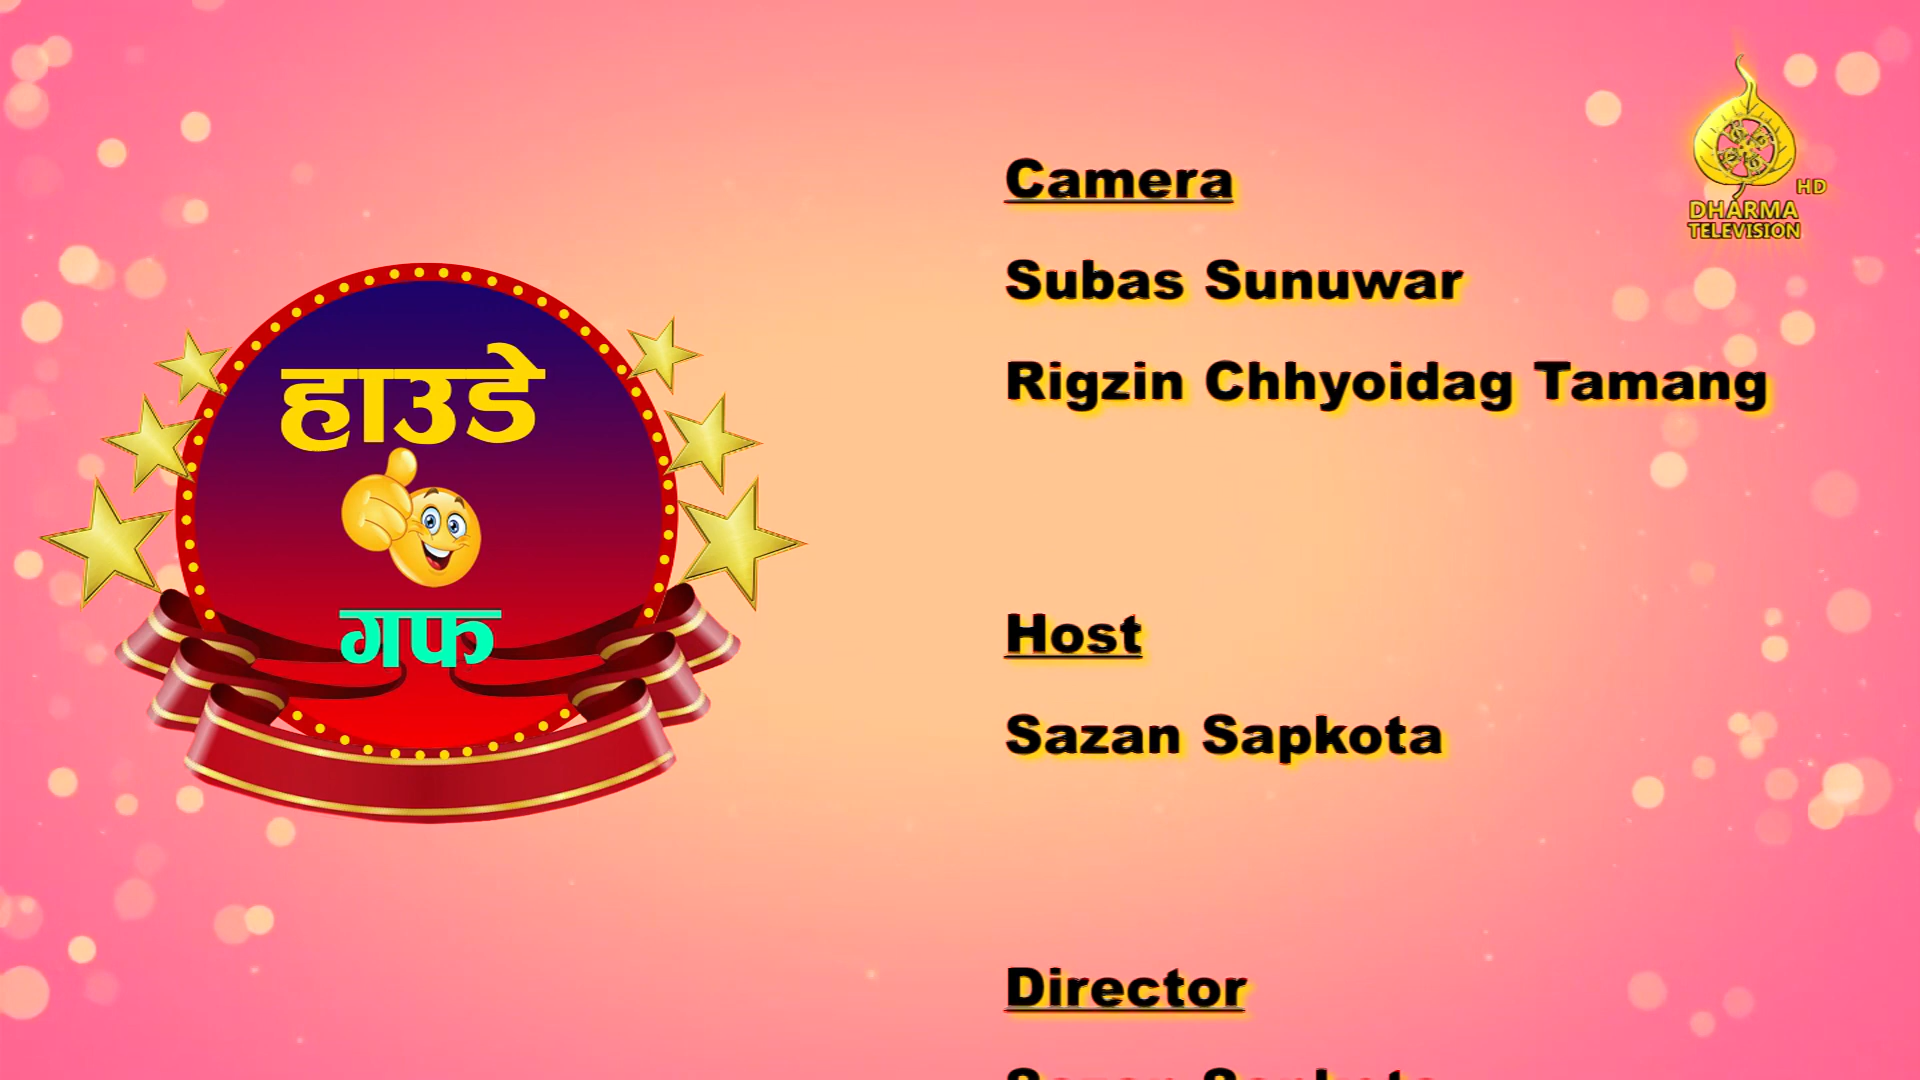 हाउडे
गफ
Camera
Subas Sunuwar
Rigzin Chhyoidag Tamang
Host
Sazan Sapkota
Director
HD
DHARMA
TELEVISION